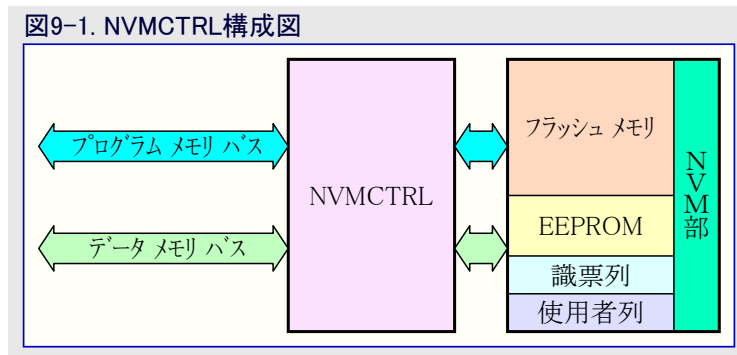 図9-1. NVMCTRL構成図
プログラム メモリ バス
データ メモリ バス
NVMCTRL
フラッシュ メモリ
EEPROM
識票列
使用者列
NVM部